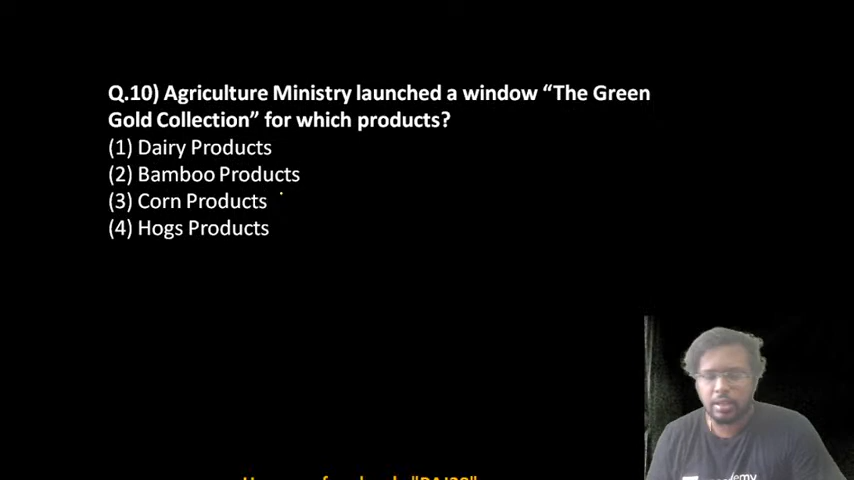 Q.10) Agriculture Ministry launched a window “The Green
Gold Collection” for which products?
(1) Dairy Products
(2) Bamboo Products
(3) Corn Products
(4) Hogs Products